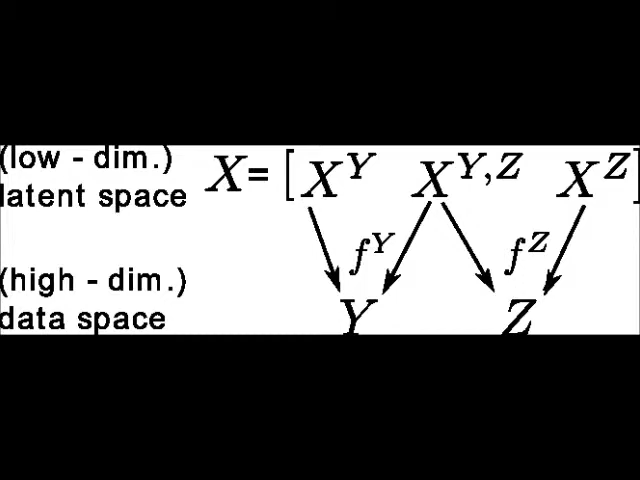 (low - dim.)
latent space
X = [ X^Y X^{Y,Z} X^Z ]
f^Y f^Z
(high - dim.)
data space
Y Z